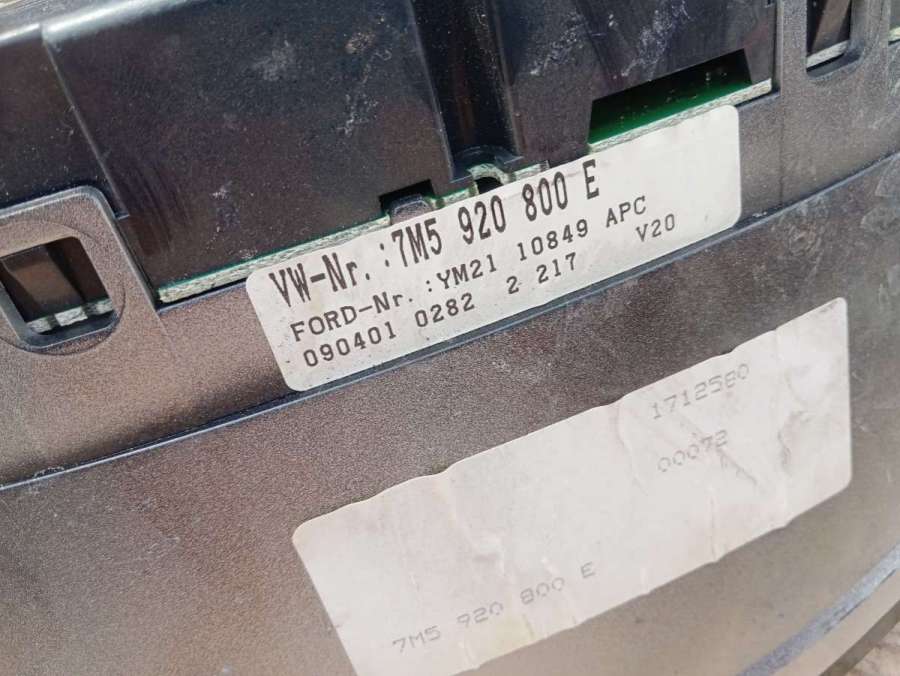 VW-Nr.:7M5 920 800 E
FORD-Nr.:YM21 10849 APC
090401 0282 2 217 V20
1712580
00072
7M5 920 800 E